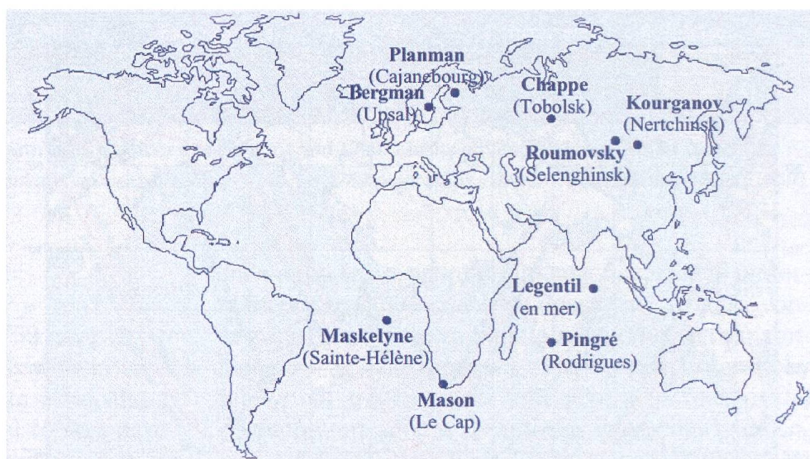 Planman
(Cajanebourg)
Bergman
(Upsal)
Chappe
(Tobolsk)
Kourganov
(Nertchinsk)
Roumovsky
(Selenghinsk)
Legentil
(en mer)
Maskelyne
(Sainte-Hélène)
Pingré
(Rodrigues)
Mason
(Le Cap)